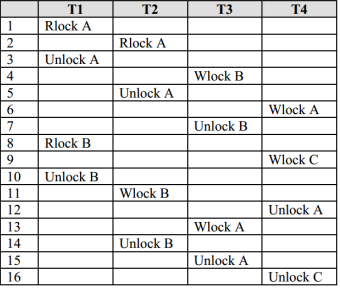 T1 T2 T3 T4
1 Rlock A
2 Rlock A
3 Unlock A
4 Wlock B
5 Unlock A
6 Wlock A
7 Unlock B
8 Rlock B
9 Wlock C
10 Unlock B
11 Wlock B
12 Unlock A
13 Wlock A
14 Unlock B
15 Unlock A
16 Unlock C